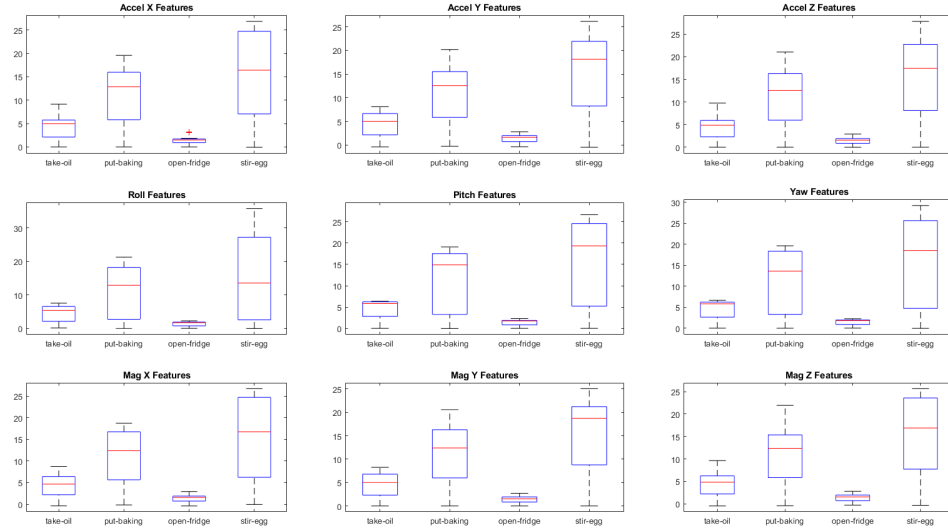 Accel X Features
Accel Y Features
Accel Z Features
25
20
15
10
5
0
take-oil
put-baking
open-fridge
stir-egg
25
20
15
10
5
0
take-oil
put-baking
open-fridge
stir-egg
25
20
15
10
5
0
take-oil
put-baking
open-fridge
stir-egg
Roll Features
Pitch Features
Yaw Features
30
20
10
0
take-oil
put-baking
open-fridge
stir-egg
25
20
15
10
5
0
take-oil
put-baking
open-fridge
stir-egg
30
25
20
15
10
5
0
take-oil
put-baking
open-fridge
stir-egg
Mag X Features
Mag Y Features
Mag Z Features
25
20
15
10
5
0
take-oil
put-baking
open-fridge
stir-egg
25
20
15
10
5
0
take-oil
put-baking
open-fridge
stir-egg
25
20
15
10
5
0
take-oil
put-baking
open-fridge
stir-egg